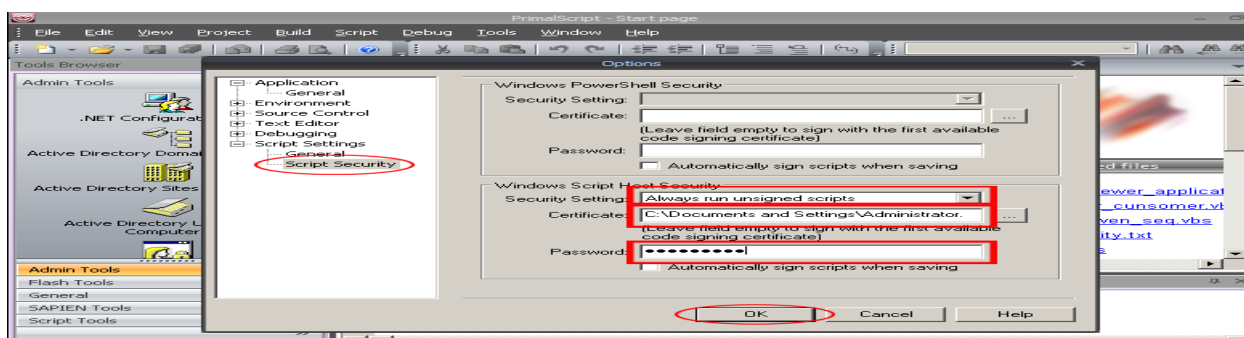 PrimalScript - Start page
File Edit View Project Build Script Debug Tools Window Help
Tools Browser
Options
Admin Tools
.NET Configurat
Active Directory Domai
Active Directory Sites
Active Directory L
Computer
Admin Tools
Flash Tools
General
SAPIEN Tools
Script Tools
Application
General
Environment
Source Control
Text Editor
Debugging
Script Settings
General
Script Security
Windows PowerShell Security
Security Setting:
Certificate:
...
(Leave field empty to sign with the first available
code signing certificate)
Password:
Automatically sign scripts when saving
Windows Script Host Security
Security Setting: Always run unsigned scripts
Certificate: C:\Documents and Settings\Administrator.
...
(Leave field empty to sign with the first available
code signing certificate)
Password: •••••••••
Automatically sign scripts when saving
OK Cancel Help
ed files
ewer_applicat
_cunsomer.vb
ven_seq.vbs
ity.txt
s